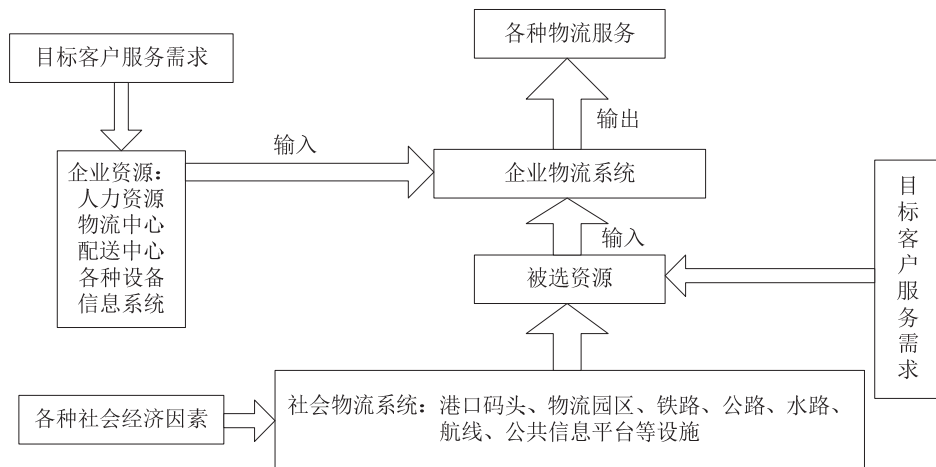 目标客户服务需求
各种物流服务
输出
输入
企业资源：
人力资源
物流中心
配送中心
各种设备
信息系统
企业物流系统
输入
被选资源
目标客户服务需求
各种社会经济因素
社会物流系统：港口码头、物流园区、铁路、公路、水路、
航线、公共信息平台等设施